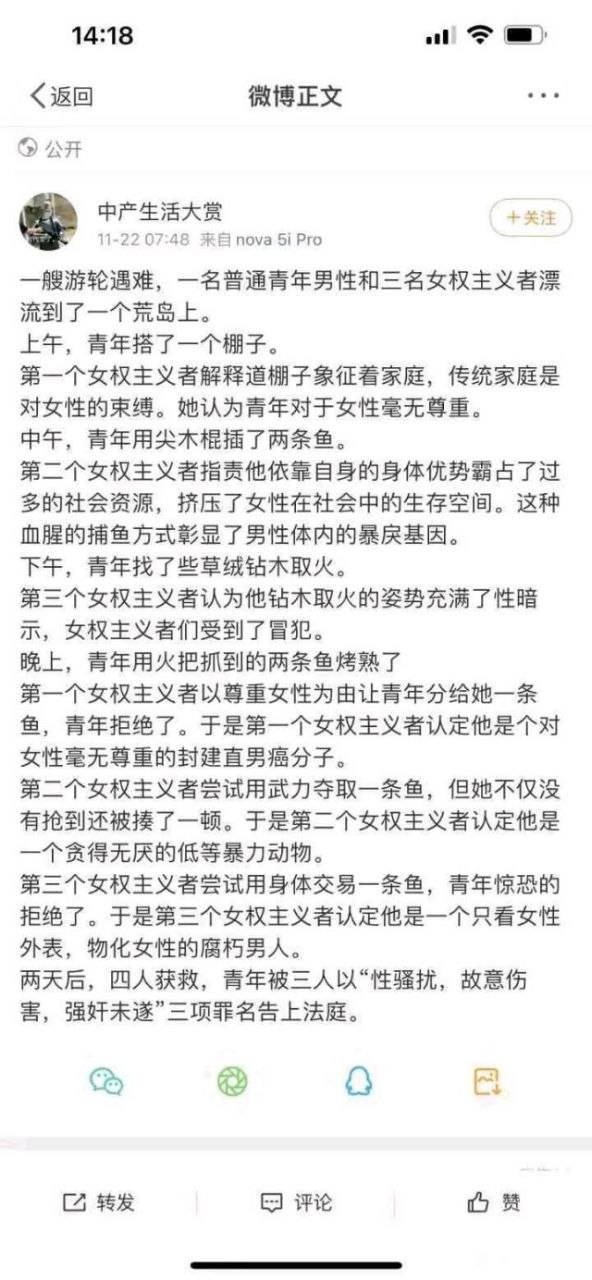 14:18
返回
微博正文
公开
中产生活大赏
＋关注
11-22 07:48 来自 nova 5i Pro
一艘游轮遇难，一名普通青年男性和三名女权主义者漂
流到了一个荒岛上。
上午，青年搭了一个棚子。
第一个女权主义者解释道棚子象征着家庭，传统家庭是
对女性的束缚。她认为青年对于女性毫无尊重。
中午，青年用尖木棍插了两条鱼。
第二个女权主义者指责他依靠自身的身体优势霸占了过
多的社会资源，挤压了女性在社会中的生存空间。这种
血腥的捕鱼方式彰显了男性体内的暴戾基因。
下午，青年找了些草绒钻木取火。
第三个女权主义者认为他钻木取火的姿势充满了性暗
示，女权主义者们受到了冒犯。
晚上，青年用火把抓到的两条鱼烤熟了
第一个女权主义者以尊重女性为由让青年分给她一条
鱼，青年拒绝了。于是第一个女权主义者认定他是个对
女性毫无尊重的封建直男癌分子。
第二个女权主义者尝试用武力夺取一条鱼，但她不仅没
有抢到还被揍了一顿。于是第二个女权主义者认定他是
一个贪得无厌的低等暴力动物。
第三个女权主义者尝试用身体交易一条鱼，青年惊恐的
拒绝了。于是第三个女权主义者认定他是一个只看女性
外表，物化女性的腐朽男人。
两天后，四人获救，青年被三人以“性骚扰，故意伤
害，强奸未遂”三项罪名告上法庭。
转发
评论
赞